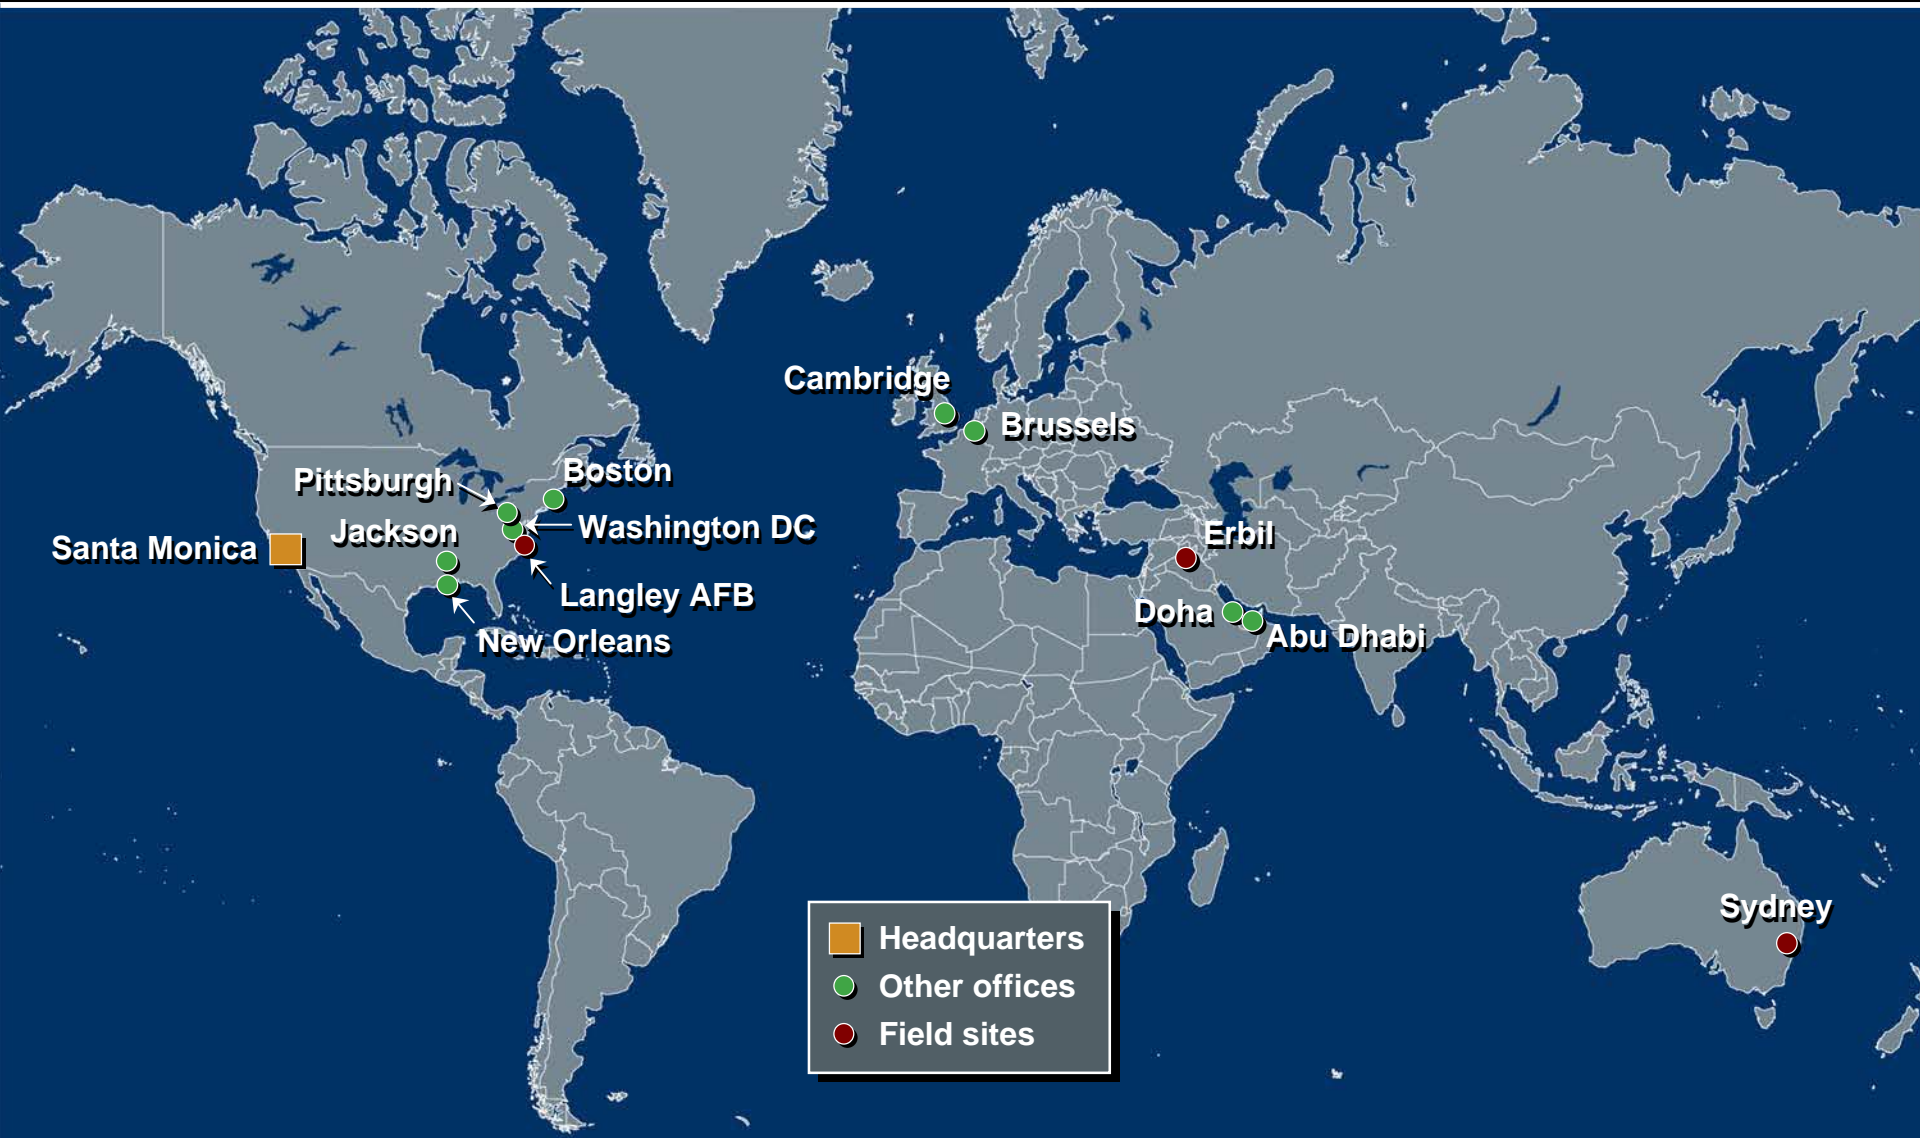 Cambridge
Brussels
Boston
Pittsburgh
Washington DC
Jackson
Santa Monica
Erbil
Langley AFB
Doha
Abu Dhabi
New Orleans
Sydney
Headquarters
Other offices
Field sites